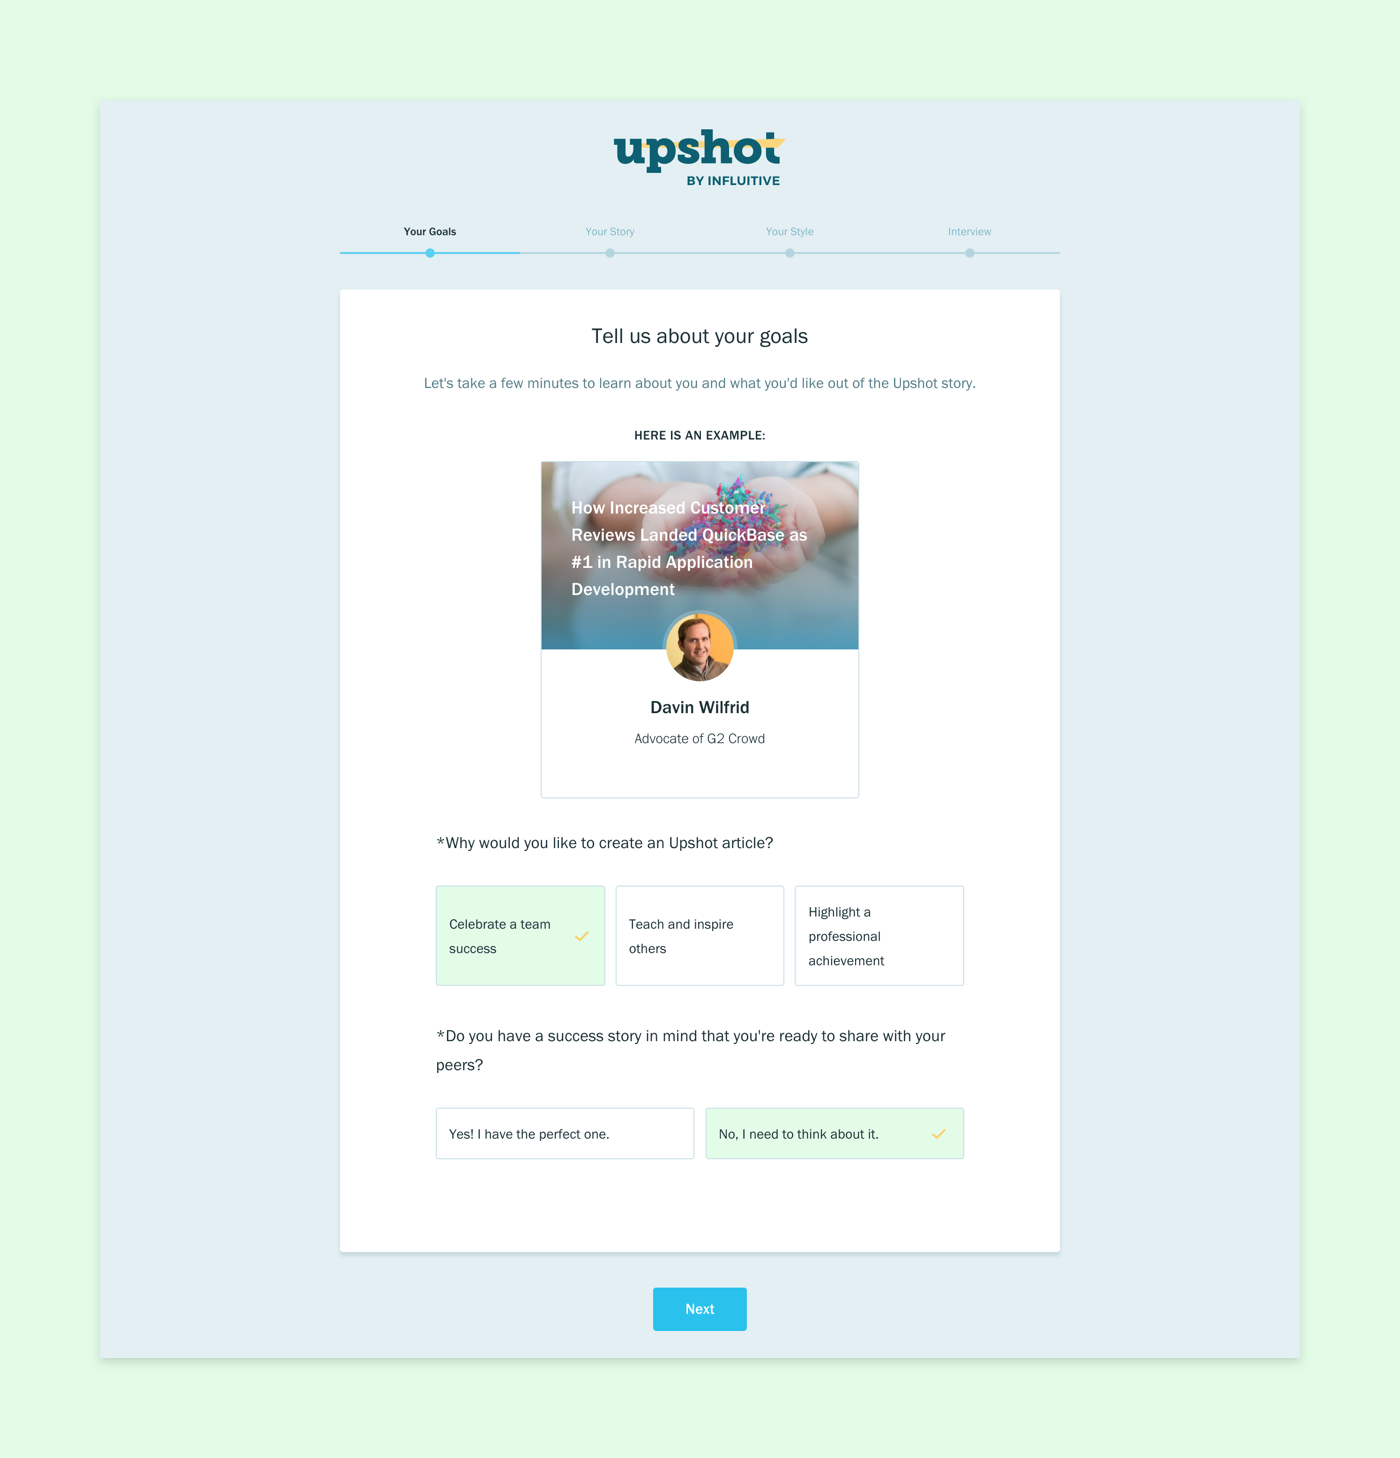 upshot
BY INFLUITIVE
Your Goals
Your Story
Your Style
Interview
Tell us about your goals
Let's take a few minutes to learn about you and what you'd like out of the Upshot story.
HERE IS AN EXAMPLE:
How Increased Customer
Reviews Landed QuickBase as
#1 in Rapid Application
Development
Davin Wilfrid
Advocate of G2 Crowd
*Why would you like to create an Upshot article?
Celebrate a team
success
Teach and inspire
others
Highlight a
professional
achievement
*Do you have a success story in mind that you're ready to share with your
peers?
Yes! I have the perfect one.
No, I need to think about it.
Next